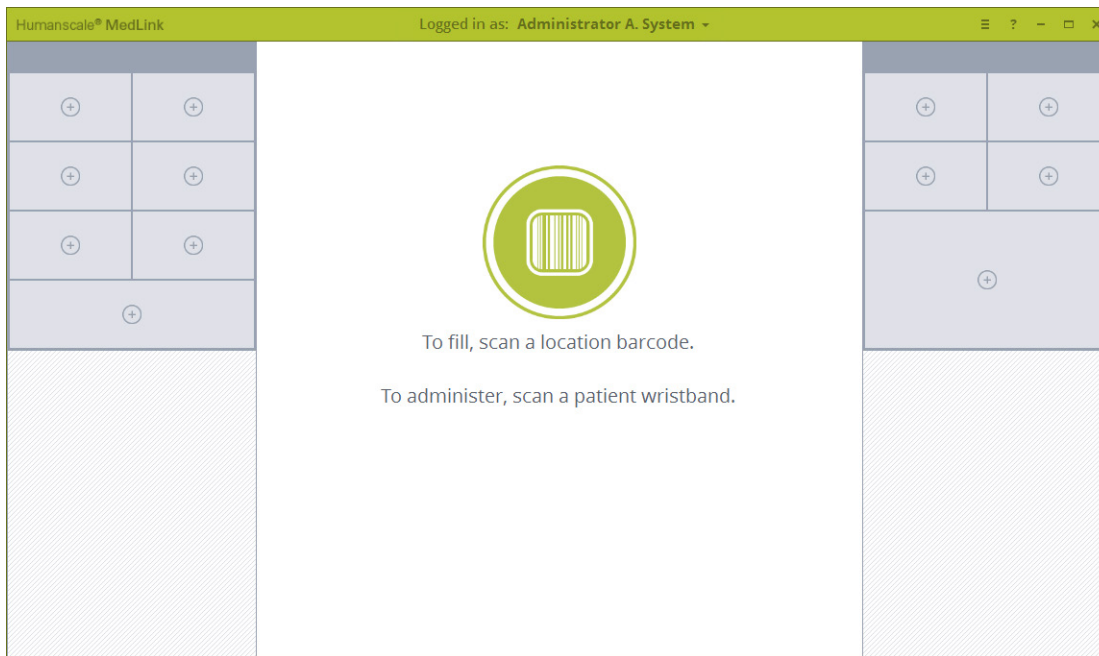 Humanscale® MedLink
Logged in as: Administrator A. System
?
To fill, scan a location barcode.
To administer, scan a patient wristband.